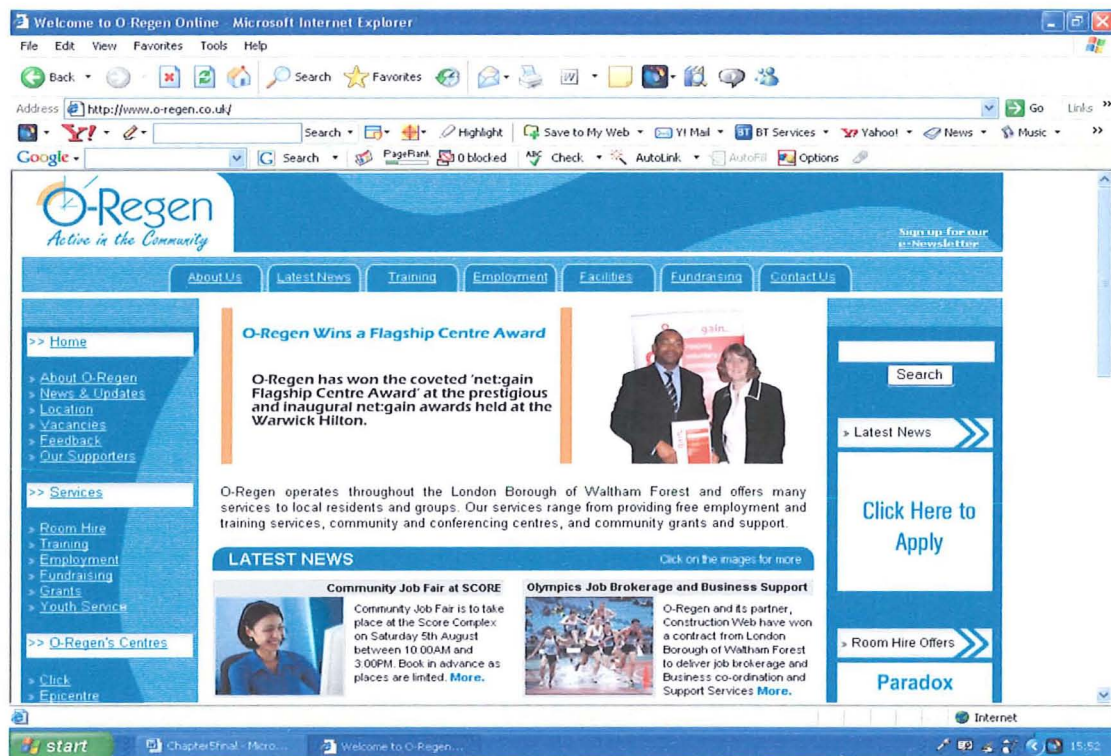 Welcome to O-Regen Online - Microsoft Internet Explorer
File Edit View Favorites Tools Help
Back Search Favorites
Address http://www.o-regen.co.uk/ Go Links »
Y! Search Highlight Save to My Web Y! Mail BT BT Services Yahoo! News Music »
Google G Search PageRank 0 blocked ABC Check AutoLink AutoFill Options
O-Regen
Active in the Community
Sign up for our
e-Newsletter
About Us Latest News Training Employment Facilities Fundraising Contact Us
>> Home
» About O-Regen
» News & Updates
» Location
» Vacancies
» Feedback
» Our Supporters
>> Services
» Room Hire
» Training
» Employment
» Fundraising
» Grants
» Youth Service
>> O-Regen's Centres
» Click
» Epicentre
O-Regen Wins a Flagship Centre Award
O-Regen has won the coveted 'net:gain
Flagship Centre Award' at the prestigious
and inaugural net:gain awards held at the
Warwick Hilton.
gain
O-Regen operates throughout the London Borough of Waltham Forest and offers many
services to local residents and groups. Our services range from providing free employment and
training services, community and conferencing centres, and community grants and support.
LATEST NEWS Click on the images for more
Community Job Fair at SCORE
Community Job Fair is to take
place at the Score Complex
on Saturday 5th August
between 10.00AM and
3.00PM. Book in advance as
places are limited. More.
Olympics Job Brokerage and Business Support
O-Regen and its partner,
Construction Web have won
a contract from London
Borough of Waltham Forest
to deliver job brokerage and
Business co-ordination and
Support Services More.
Search
» Latest News
Click Here to
Apply
» Room Hire Offers
Paradox
Internet
start Chapter5final - Micro... Welcome to O-Regen... 15:52